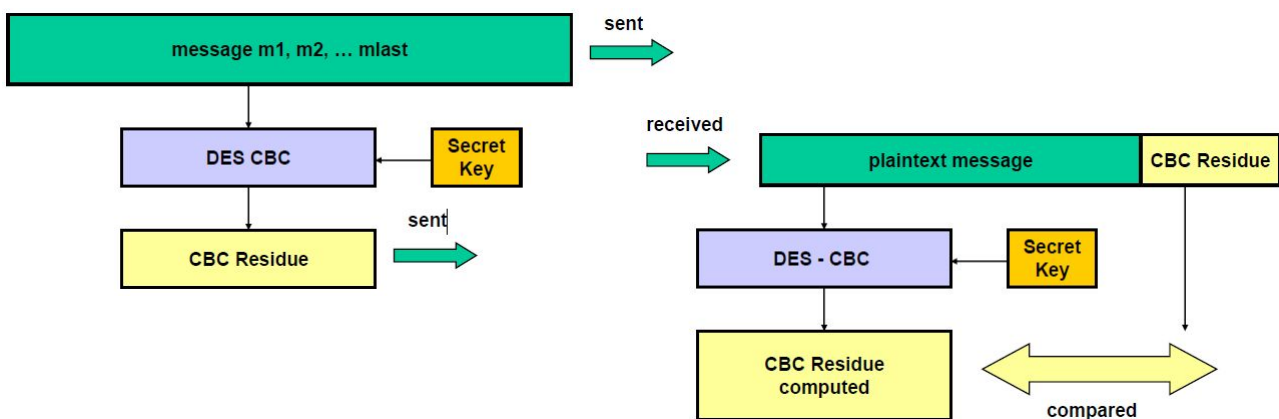 sent
message m1, m2, ... mlast
received
DES CBC
Secret
Key
plaintext message
CBC Residue
sent
CBC Residue
DES - CBC
Secret
Key
CBC Residue
computed
compared